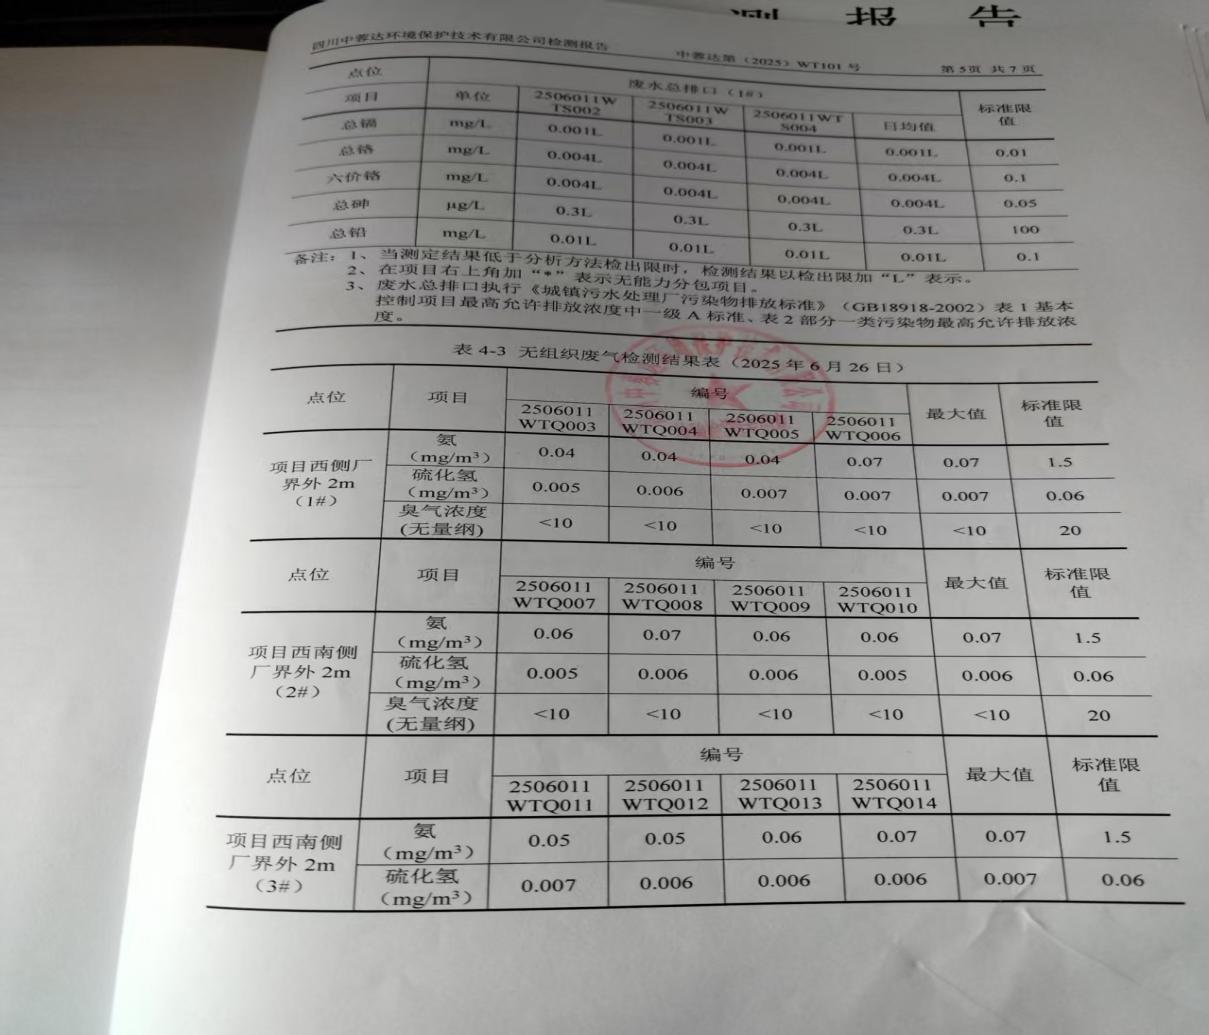 测 报 告
四川中蓉达环境保护技术有限公司检测报告 中蓉达第（2025）WT101 号 第 5 页 共 7 页
点位 废水总排口（1#） 标准限值
项目 单位 2506011WTS002 2506011WTS003 2506011WTS004 日均值
总镉 mg/L 0.001L 0.001L 0.001L 0.001L 0.01
总铬 mg/L 0.004L 0.004L 0.004L 0.004L 0.1
六价铬 mg/L 0.004L 0.004L 0.004L 0.004L 0.05
总砷 μg/L 0.3L 0.3L 0.3L 0.3L 100
总铅 mg/L 0.01L 0.01L 0.01L 0.01L 0.1
备注：1、当测定结果低于分析方法检出限时，检测结果以检出限加“L”表示。
2、在项目右上角加“*”表示无能力分包项目。
3、废水总排口执行《城镇污水处理厂污染物排放标准》（GB18918-2002）表 1 基本
控制项目最高允许排放浓度中一级 A 标准、表 2 部分一类污染物最高允许排放浓
度。
表 4-3 无组织废气检测结果表（2025 年 6 月 26 日）
点位 项目 编号 最大值 标准限值
2506011WTQ003 2506011WTQ004 2506011WTQ005 2506011WTQ006
项目西侧厂界外 2m（1#） 氨（mg/m³） 0.04 0.04 0.04 0.07 0.07 1.5
硫化氢（mg/m³） 0.005 0.006 0.007 0.007 0.007 0.06
臭气浓度(无量纲) <10 <10 <10 <10 <10 20
点位 项目 编号 最大值 标准限值
2506011WTQ007 2506011WTQ008 2506011WTQ009 2506011WTQ010
项目西南侧厂界外 2m（2#） 氨（mg/m³） 0.06 0.07 0.06 0.06 0.07 1.5
硫化氢（mg/m³） 0.005 0.006 0.006 0.005 0.006 0.06
臭气浓度(无量纲) <10 <10 <10 <10 <10 20
点位 项目 编号 最大值 标准限值
2506011WTQ011 2506011WTQ012 2506011WTQ013 2506011WTQ014
项目西南侧厂界外 2m（3#） 氨（mg/m³） 0.05 0.05 0.06 0.07 0.07 1.5
硫化氢（mg/m³） 0.007 0.006 0.006 0.006 0.007 0.06